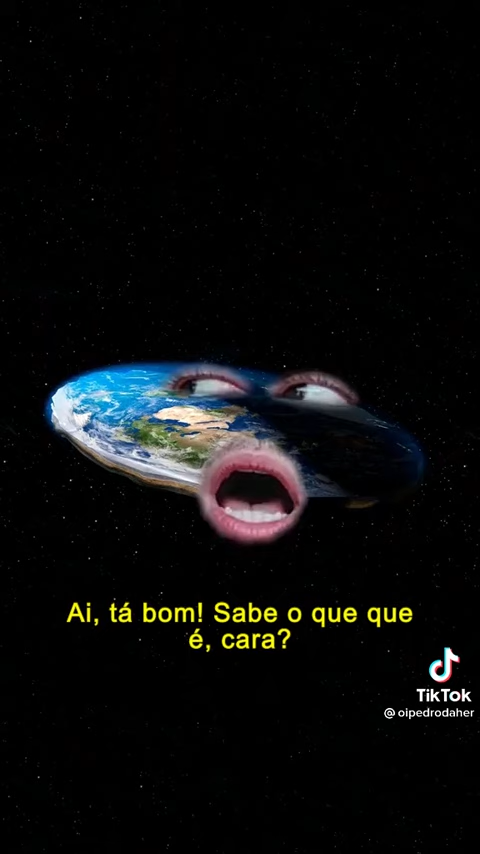 Ai, tá bom! Sabe o que que
é, cara?
TikTok
@oipedrodaher